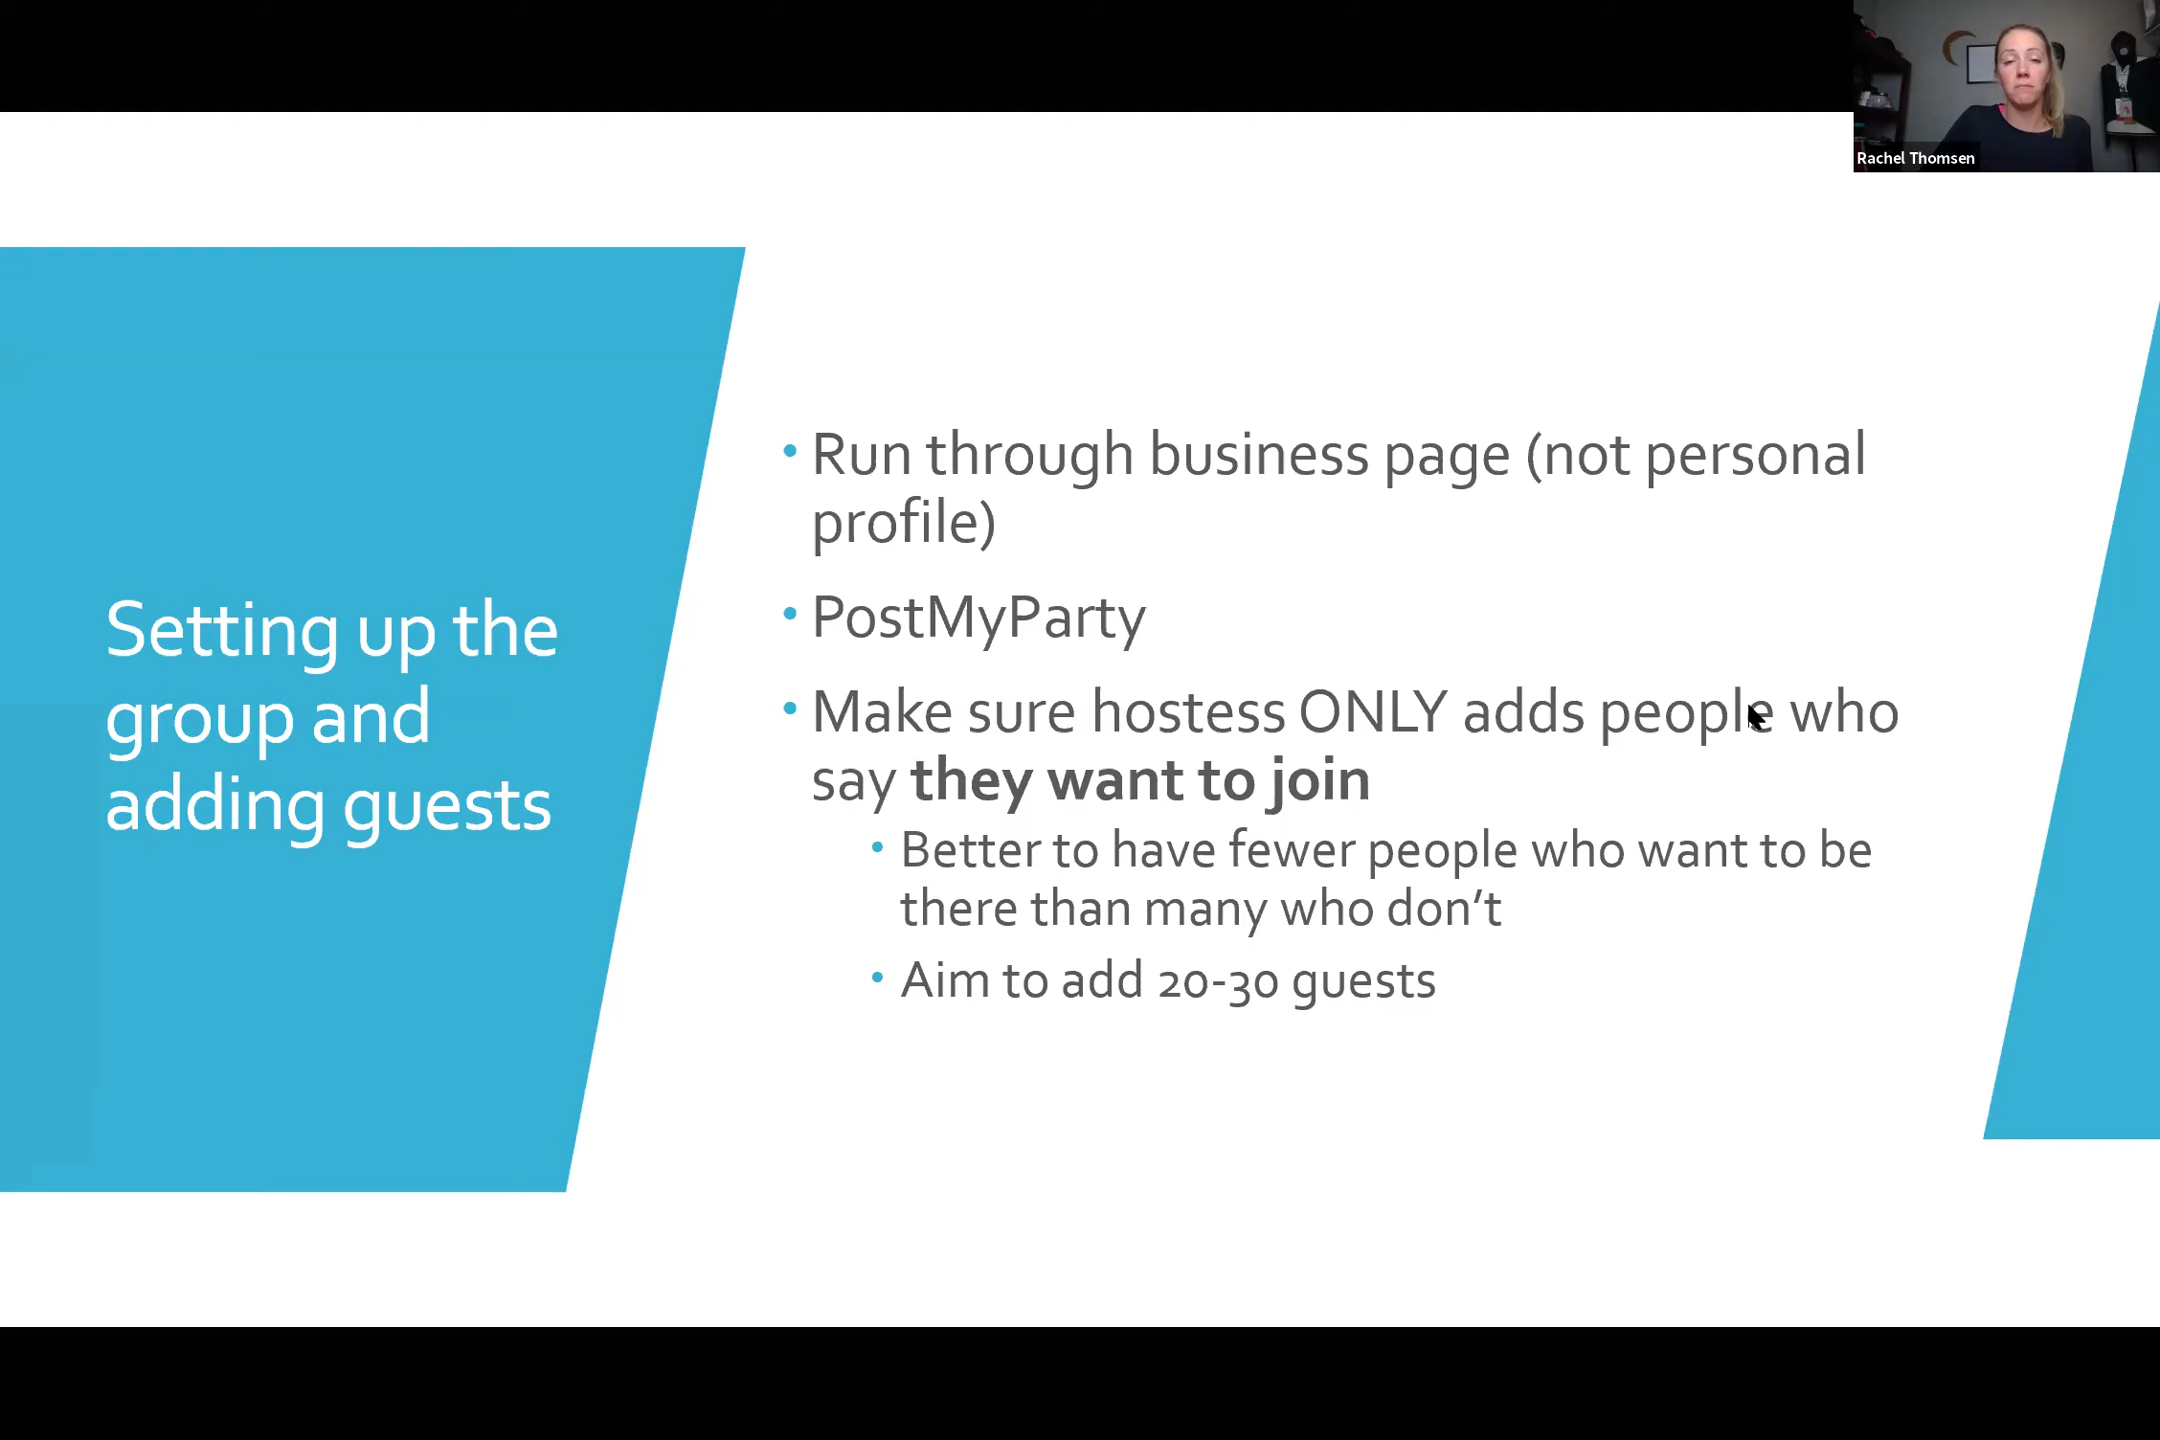 Rachel Thomsen
Setting up the
group and
adding guests
• Run through business page (not personal
profile)
• PostMyParty
• Make sure hostess ONLY adds people who
say they want to join
• Better to have fewer people who want to be
there than many who don’t
• Aim to add 20-30 guests